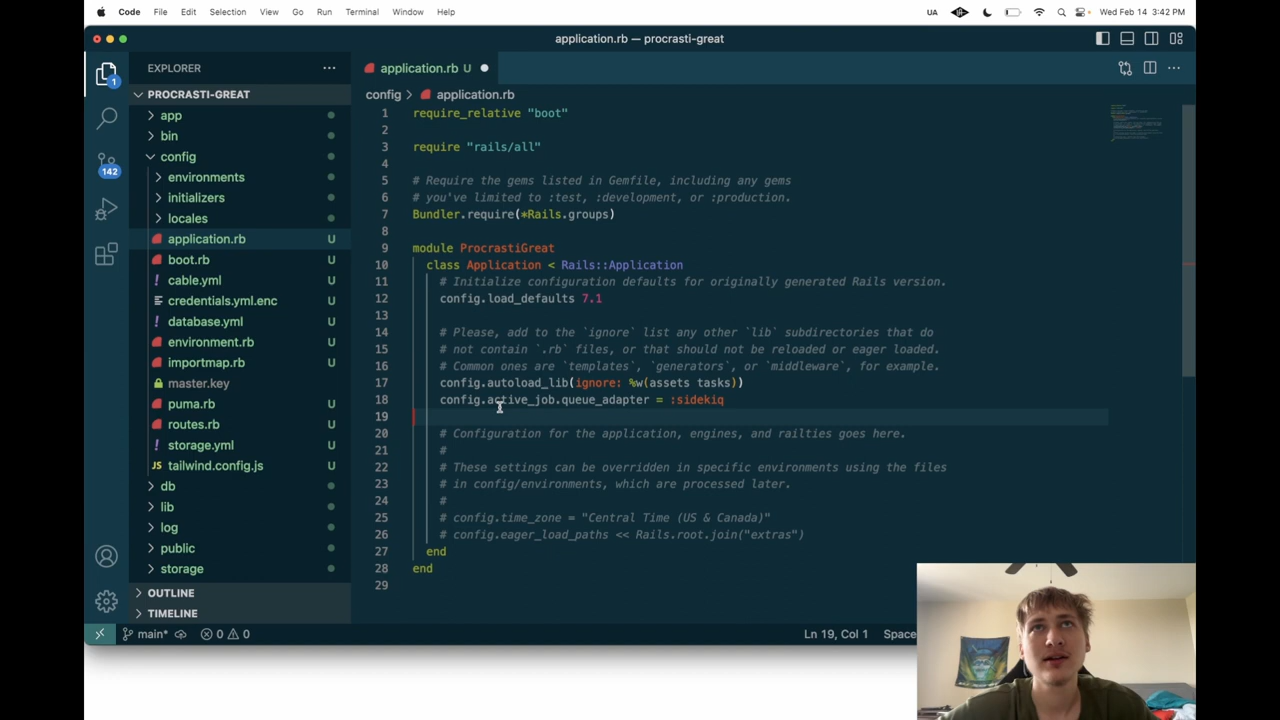 Code File Edit Selection View Go Run Terminal Window Help UA Wed Feb 14 3:42 PM
application.rb — procrasti-great
EXPLORER
PROCRASTI-GREAT
app
bin
config
environments
initializers
locales
application.rb U
boot.rb U
cable.yml U
credentials.yml.enc U
database.yml U
environment.rb U
importmap.rb U
master.key
puma.rb U
routes.rb U
storage.yml U
JS tailwind.config.js U
db
lib
log
public
storage
OUTLINE
TIMELINE
1
142
application.rb U
config > application.rb
1 require_relative "boot"
2
3 require "rails/all"
4
5 # Require the gems listed in Gemfile, including any gems
6 # you've limited to :test, :development, or :production.
7 Bundler.require(*Rails.groups)
8
9 module ProcrastiGreat
10 class Application < Rails::Application
11 # Initialize configuration defaults for originally generated Rails version.
12 config.load_defaults 7.1
13
14 # Please, add to the `ignore` list any other `lib` subdirectories that do
15 # not contain `.rb` files, or that should not be reloaded or eager loaded.
16 # Common ones are `templates`, `generators`, or `middleware`, for example.
17 config.autoload_lib(ignore: %w(assets tasks))
18 config.active_job.queue_adapter = :sidekiq
19
20 # Configuration for the application, engines, and railties goes here.
21 #
22 # These settings can be overridden in specific environments using the files
23 # in config/environments, which are processed later.
24 #
25 # config.time_zone = "Central Time (US & Canada)"
26 # config.eager_load_paths << Rails.root.join("extras")
27 end
28 end
29
main* 0 0 Ln 19, Col 1 Space